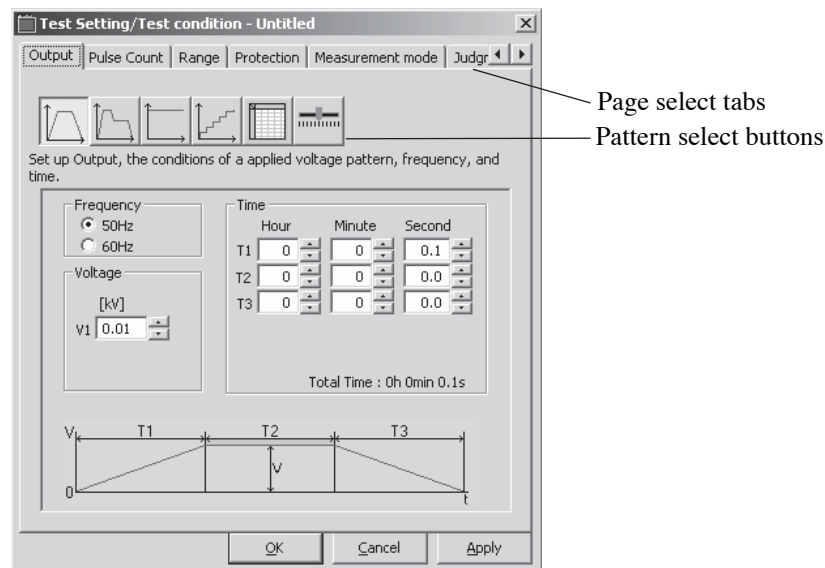 Test Setting/Test condition - Untitled
Output Pulse Count Range Protection Measurement mode Judgr
Page select tabs
Pattern select buttons
Set up Output, the conditions of a applied voltage pattern, frequency, and
time.
Frequency
50Hz
60Hz
Voltage
[kV]
V1 0.01
Time
Hour Minute Second
T1 0 0 0.1
T2 0 0 0.0
T3 0 0 0.0
Total Time : 0h 0min 0.1s
V T1 T2 T3
V
0 t
OK Cancel Apply